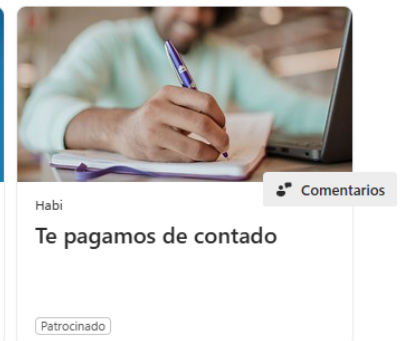 Comentarios
Habi
Te pagamos de contado
Patrocinado